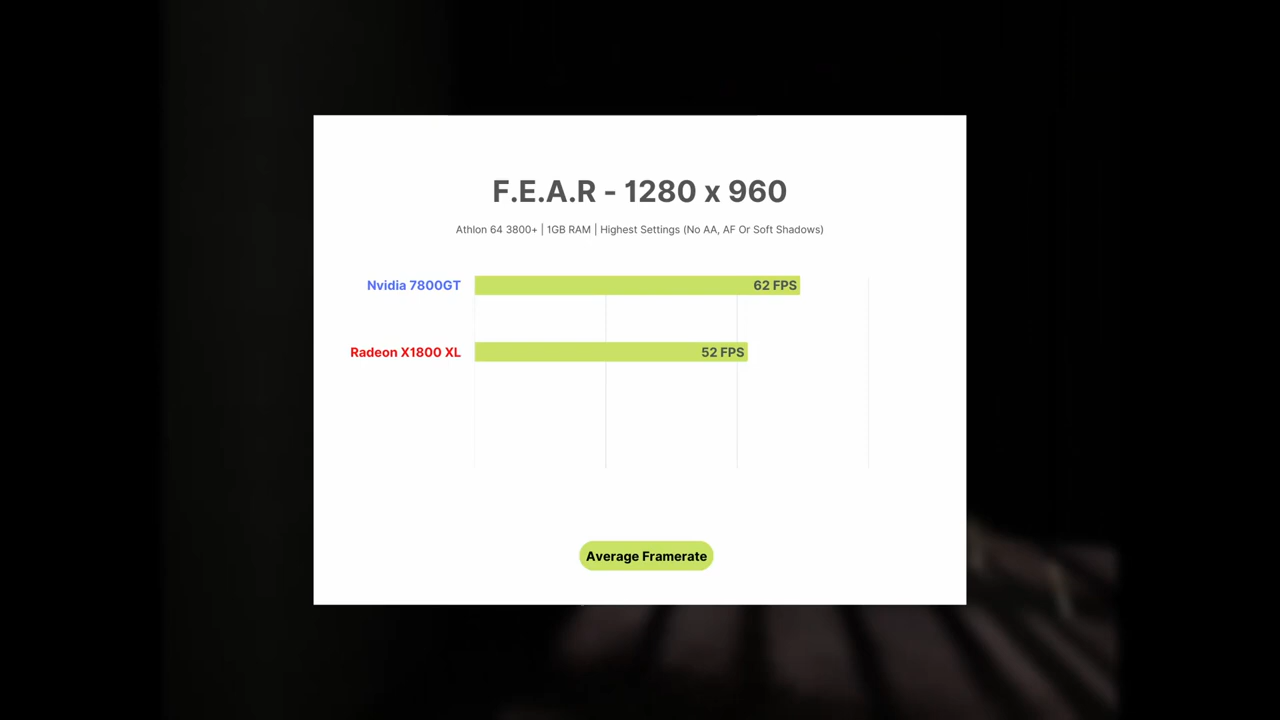 F.E.A.R - 1280 x 960
Athlon 64 3800+ | 1GB RAM | Highest Settings (No AA, AF Or Soft Shadows)
Nvidia 7800GT 62 FPS
Radeon X1800 XL 52 FPS
Average Framerate